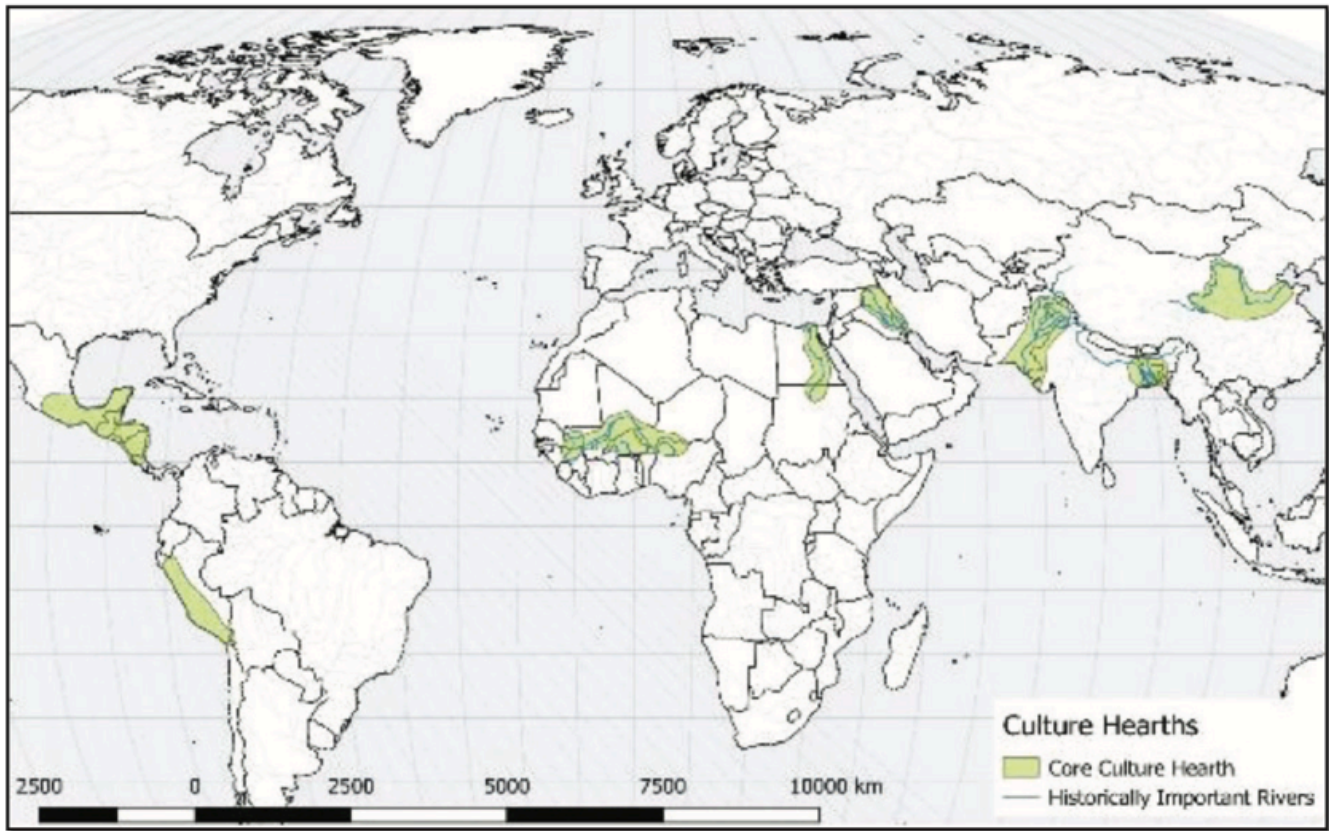 2500 0 2500 5000 7500 10000 km
Culture Hearths
Core Culture Hearth
Historically Important Rivers